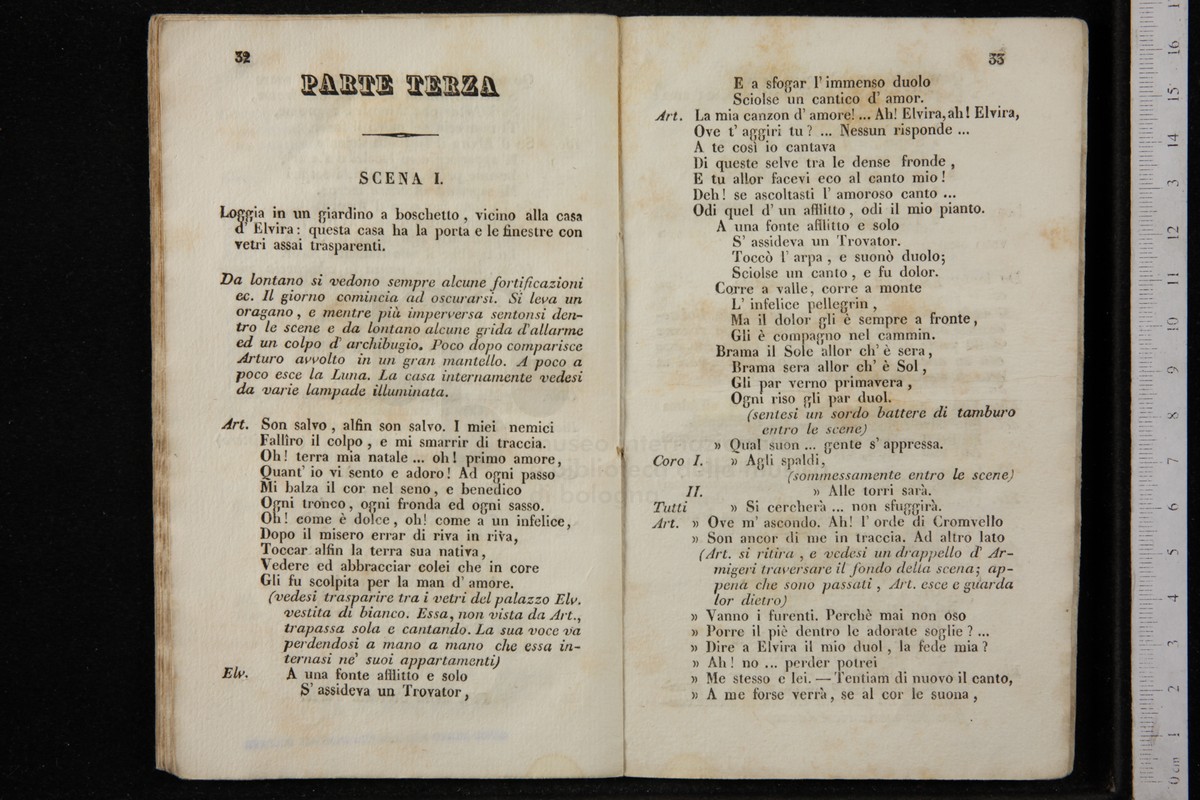 32
PARTE TERZA
SCENA I.
Loggia in un giardino a boschetto, vicino alla casa
d' Elvira: questa casa ha la porta e le finestre con
vetri assai trasparenti.
Da lontano si vedono sempre alcune fortificazioni
ec. Il giorno comincia ad oscurarsi. Si leva un
oragano, e mentre più imperversa sentonsi den-
tro le scene e da lontano alcune grida d'allarme
ed un colpo d' archibugio. Poco dopo comparisce
Arturo avvolto in un gran mantello. A poco a
poco esce la Luna. La casa internamente vedesi
da varie lampade illuminata.
Art. Son salvo, alfin son salvo. I miei nemici
Falliro il colpo, e mi smarrir di traccia.
Oh! terra mia natale ... oh! primo amore,
Quant' io vi sento e adoro! Ad ogni passo
Mi balza il cor nel seno, e benedico
Ogni tronco, ogni fronda ed ogni sasso.
Oh! come è dolce, oh! come a un infelice,
Dopo il misero errar di riva in riva,
Toccar alfin la terra sua nativa,
Vedere ed abbracciar colei che in core
Gli fu scolpita per la man d' amore.
(vedesi trasparire tra i vetri del palazzo Elv.
vestita di bianco. Essa, non vista da Art.,
trapassa sola e cantando. La sua voce va
perdendosi a mano a mano che essa in-
ternasi ne' suoi appartamenti)
Elv. A una fonte afflitto e solo
S' assideva un Trovator,
33
E a sfogar l' immenso duolo
Sciolse un cantico d' amor.
Art. La mia canzon d' amore! ... Ah! Elvira, ah! Elvira,
Ove t' aggiri tu? ... Nessun risponde ...
A te così io cantava
Di queste selve tra le dense fronde,
E tu allor facevi eco al canto mio!
Deh! se ascoltasti l' amoroso canto ...
Odi quel d' un afflitto, odi il mio pianto.
A una fonte afflitto e solo
S' assideva un Trovator.
Toccò l' arpa, e suonò duolo;
Sciolse un canto, e fu dolor.
Corre a valle, corre a monte
L' infelice pellegrin,
Ma il dolor gli è sempre a fronte,
Gli è compagno nel cammin.
Brama il Sole allor ch' è sera,
Brama sera allor ch' è Sol,
Gli par verno primavera,
Ogni riso gli par duol.
(sentesi un sordo battere di tamburo
entro le scene)
» Qual suon ... gente s' appressa.
Coro I. » Agli spaldi,
(sommessamente entro le scene)
II. » Alle torri sarà.
Tutti » Si cercherà ... non sfuggirà.
Art. » Ove m' ascondo. Ah! l' orde di Cromvello
» Son ancor di me in traccia. Ad altro lato
(Art. si ritira, e vedesi un drappello d' Ar-
migeri traversare il fondo della scena; ap-
pena che sono passati, Art. esce e guarda
lor dietro)
» Vanno i furenti. Perchè mai non oso
» Porre il piè dentro le adorate soglie? ...
» Dire a Elvira il mio duol, la fede mia?
» Ah! no ... perder potrei
» Me stesso e lei. — Tentiam di nuovo il canto,
» A me forse verrà, se al cor le suona,